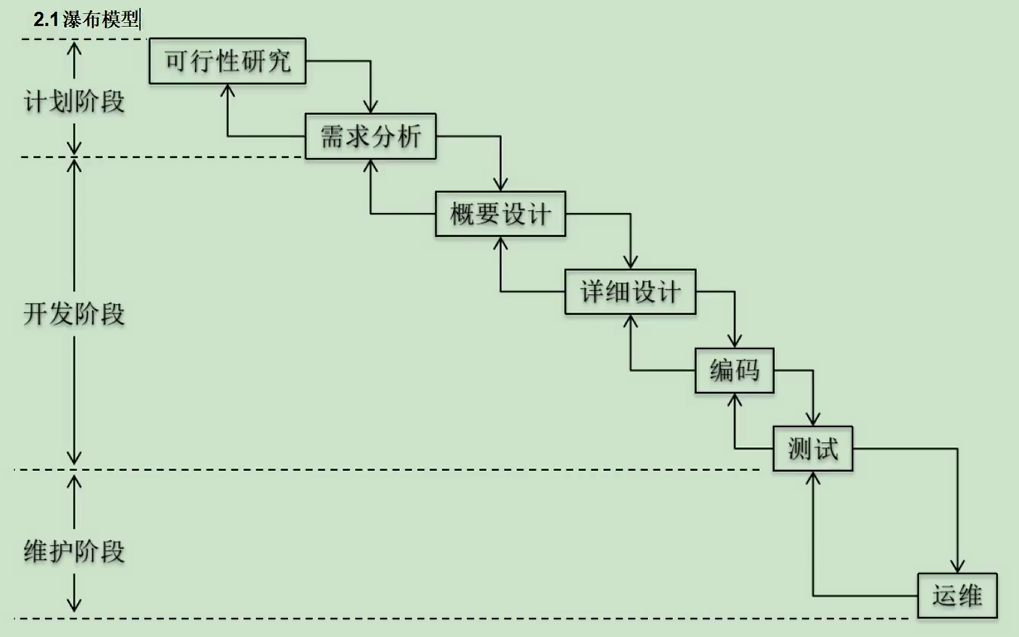 2.1瀑布模型
可行性研究
计划阶段
需求分析
概要设计
详细设计
开发阶段
编码
测试
维护阶段
运维